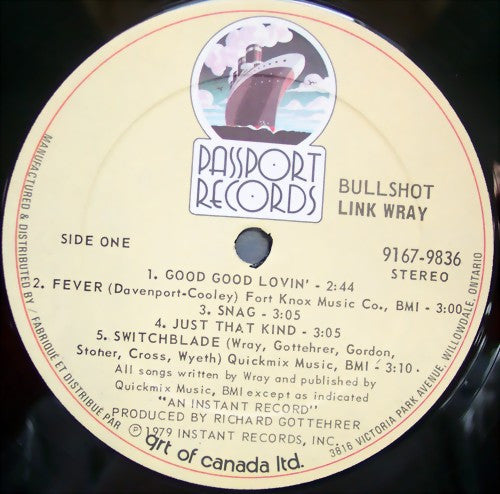 PASSPORT
RECORDS
BULLSHOT
LINK WRAY
SIDE ONE
9167-9836
STEREO
1. GOOD GOOD LOVIN' - 2:44
2. FEVER (Davenport-Cooley) Fort Knox Music Co., BMI - 3:00
3. SNAG - 3:05
4. JUST THAT KIND - 3:05
5. SWITCHBLADE (Wray, Gottehrer, Gordon,
Stoher, Cross, Wyeth) Quickmix Music, BMI - 3:10
All songs written by Wray and published by
Quickmix Music, BMI except as indicated
"AN INSTANT RECORD"
PRODUCED BY RICHARD GOTTEHRER
℗ 1979 INSTANT RECORDS, INC.
MANUFACTURED & DISTRIBUTED BY / FABRIQUÉ ET DISTRIBUÉ PAR
qrt of canada ltd.
3816 VICTORIA PARK AVENUE, WILLOWDALE, ONTARIO